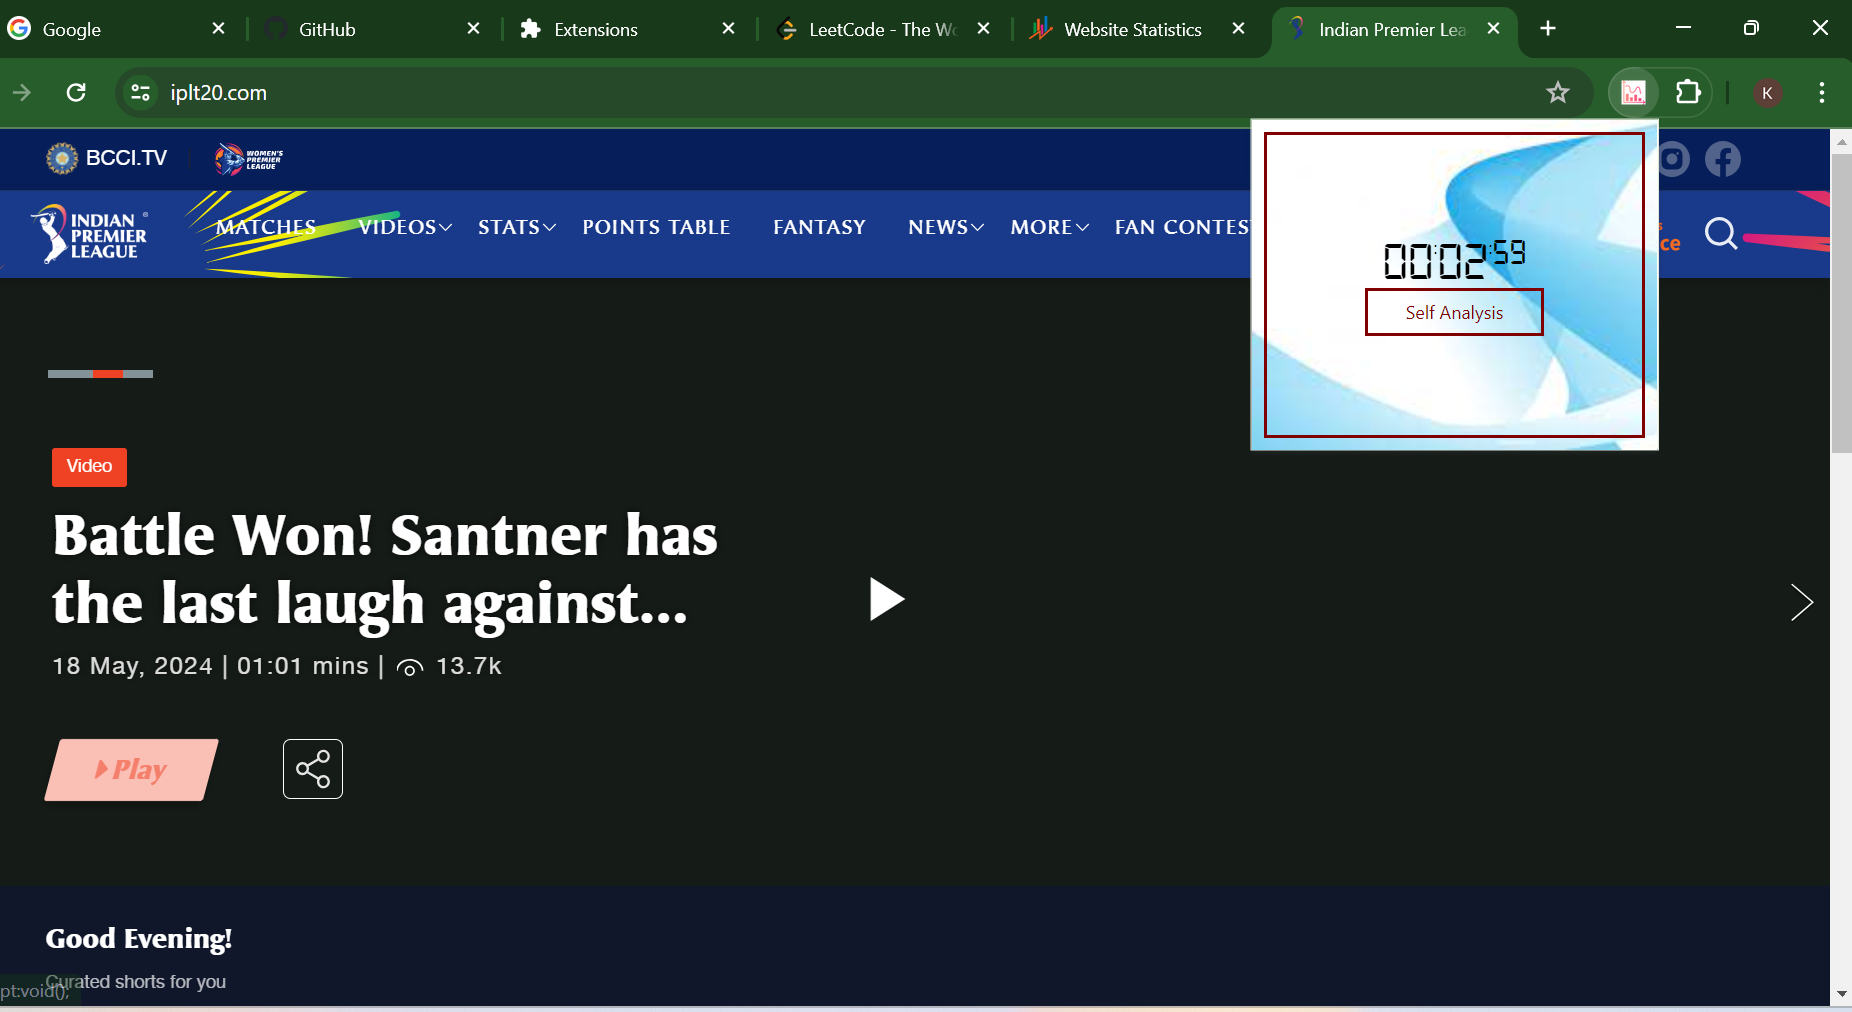 Google
GitHub
Extensions
LeetCode - The Wo
Website Statistics
Indian Premier Lea
iplt20.com
K
BCCI.TV
WOMEN'S
PREMIER
LEAGUE
INDIAN
PREMIER
LEAGUE
MATCHES
VIDEOS
STATS
POINTS TABLE
FANTASY
NEWS
MORE
FAN CONTEST
s
ce
00:02:59
Self Analysis
Video
Battle Won! Santner has
the last laugh against...
18 May, 2024 | 01:01 mins | 13.7k
Play
Good Evening!
Curated shorts for you
pt:void();